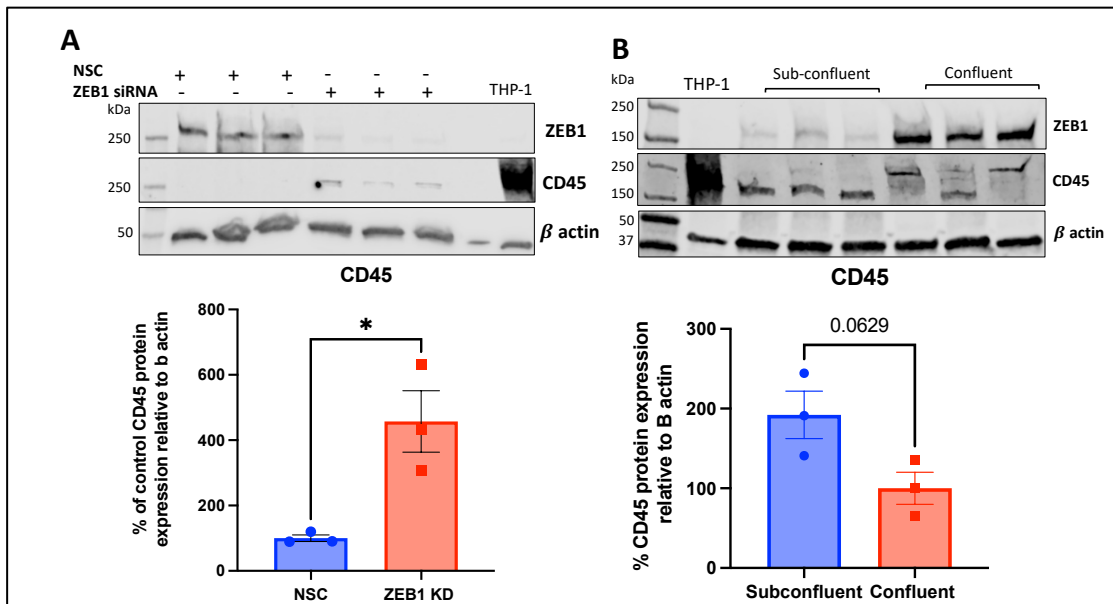 A
NSC + + + - - -
ZEB1 siRNA - - - + + + THP-1
kDa
250 ZEB1
250 CD45
50 β actin
CD45
% of control CD45 protein
expression relative to b actin
800
600
400
200
0
*
NSC ZEB1 KD
B
kDa THP-1 Sub-confluent Confluent
250
150 ZEB1
250
150 CD45
50
37 β actin
CD45
% CD45 protein expression
relative to B actin
300
200
100
0
0.0629
Subconfluent Confluent